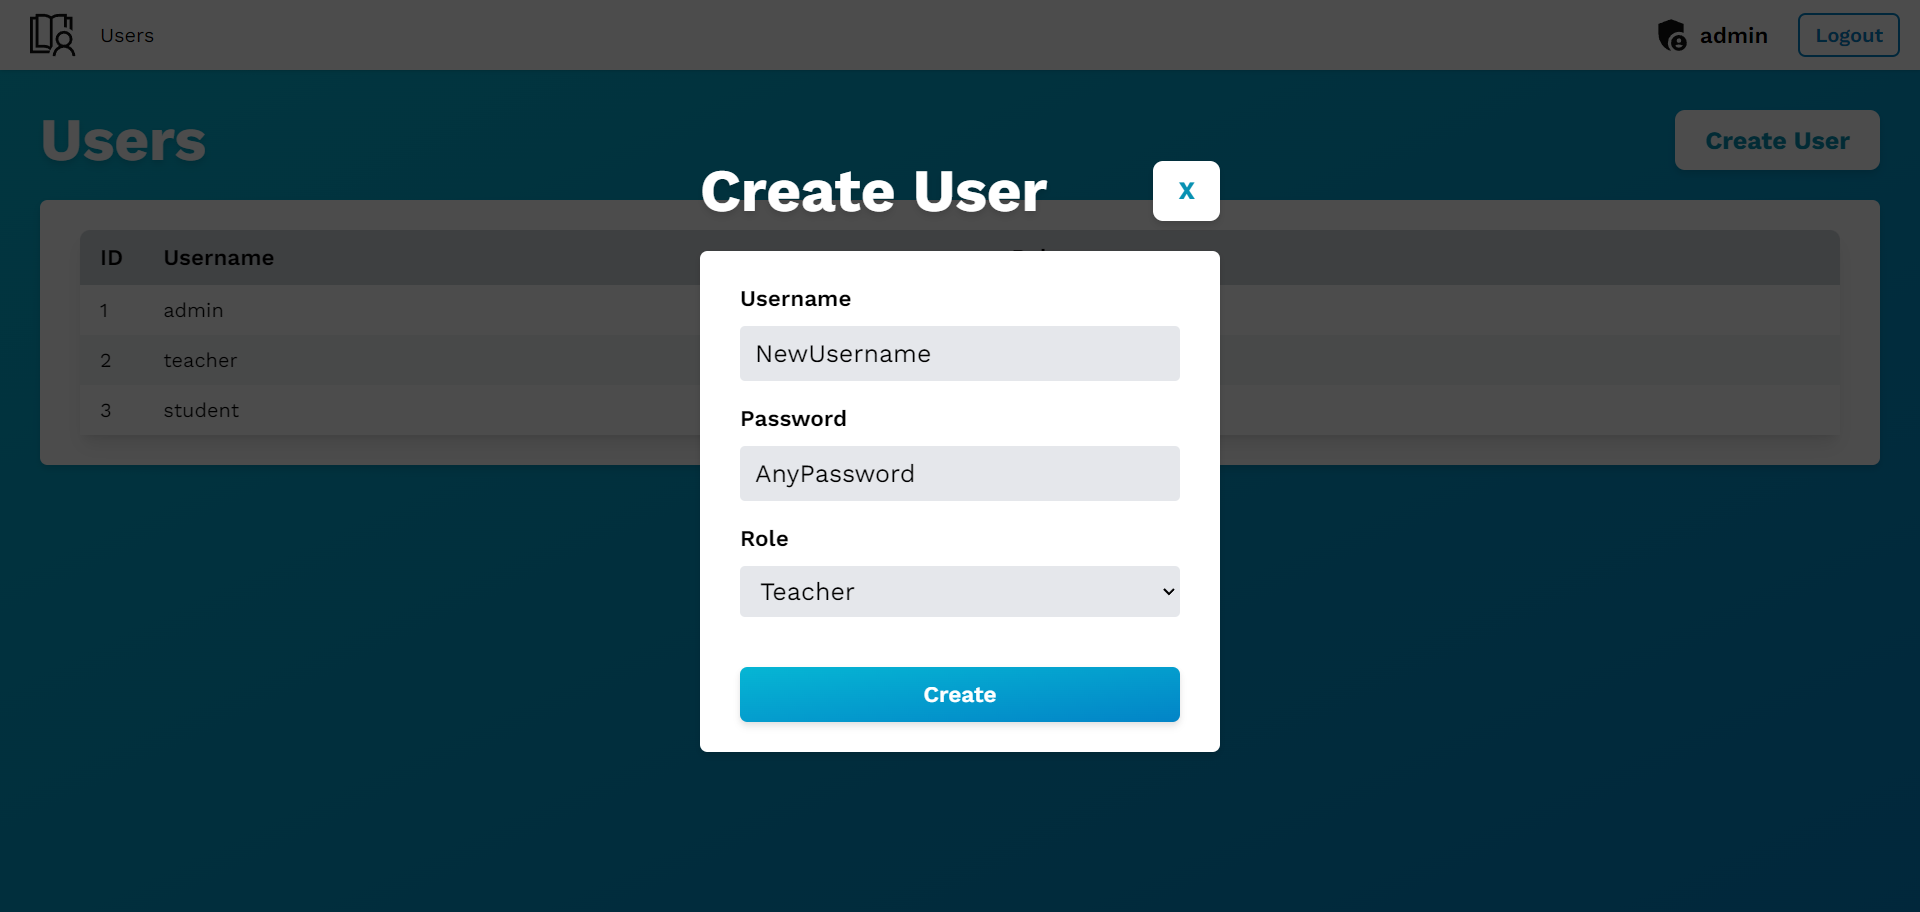 Users
admin
Logout
Users
Create User
ID Username
1 admin
2 teacher
3 student
Create User
X
Username
NewUsername
Password
AnyPassword
Role
Teacher
Create